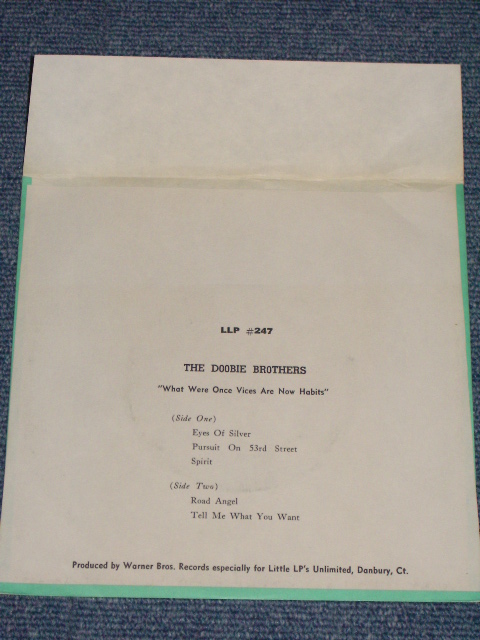 LLP #247
THE DOOBIE BROTHERS
"What Were Once Vices Are Now Habits"
(Side One)
Eyes Of Silver
Pursuit On 53rd Street
Spirit
(Side Two)
Road Angel
Tell Me What You Want
Produced by Warner Bros. Records especially for Little LP's Unlimited, Danbury, Ct.